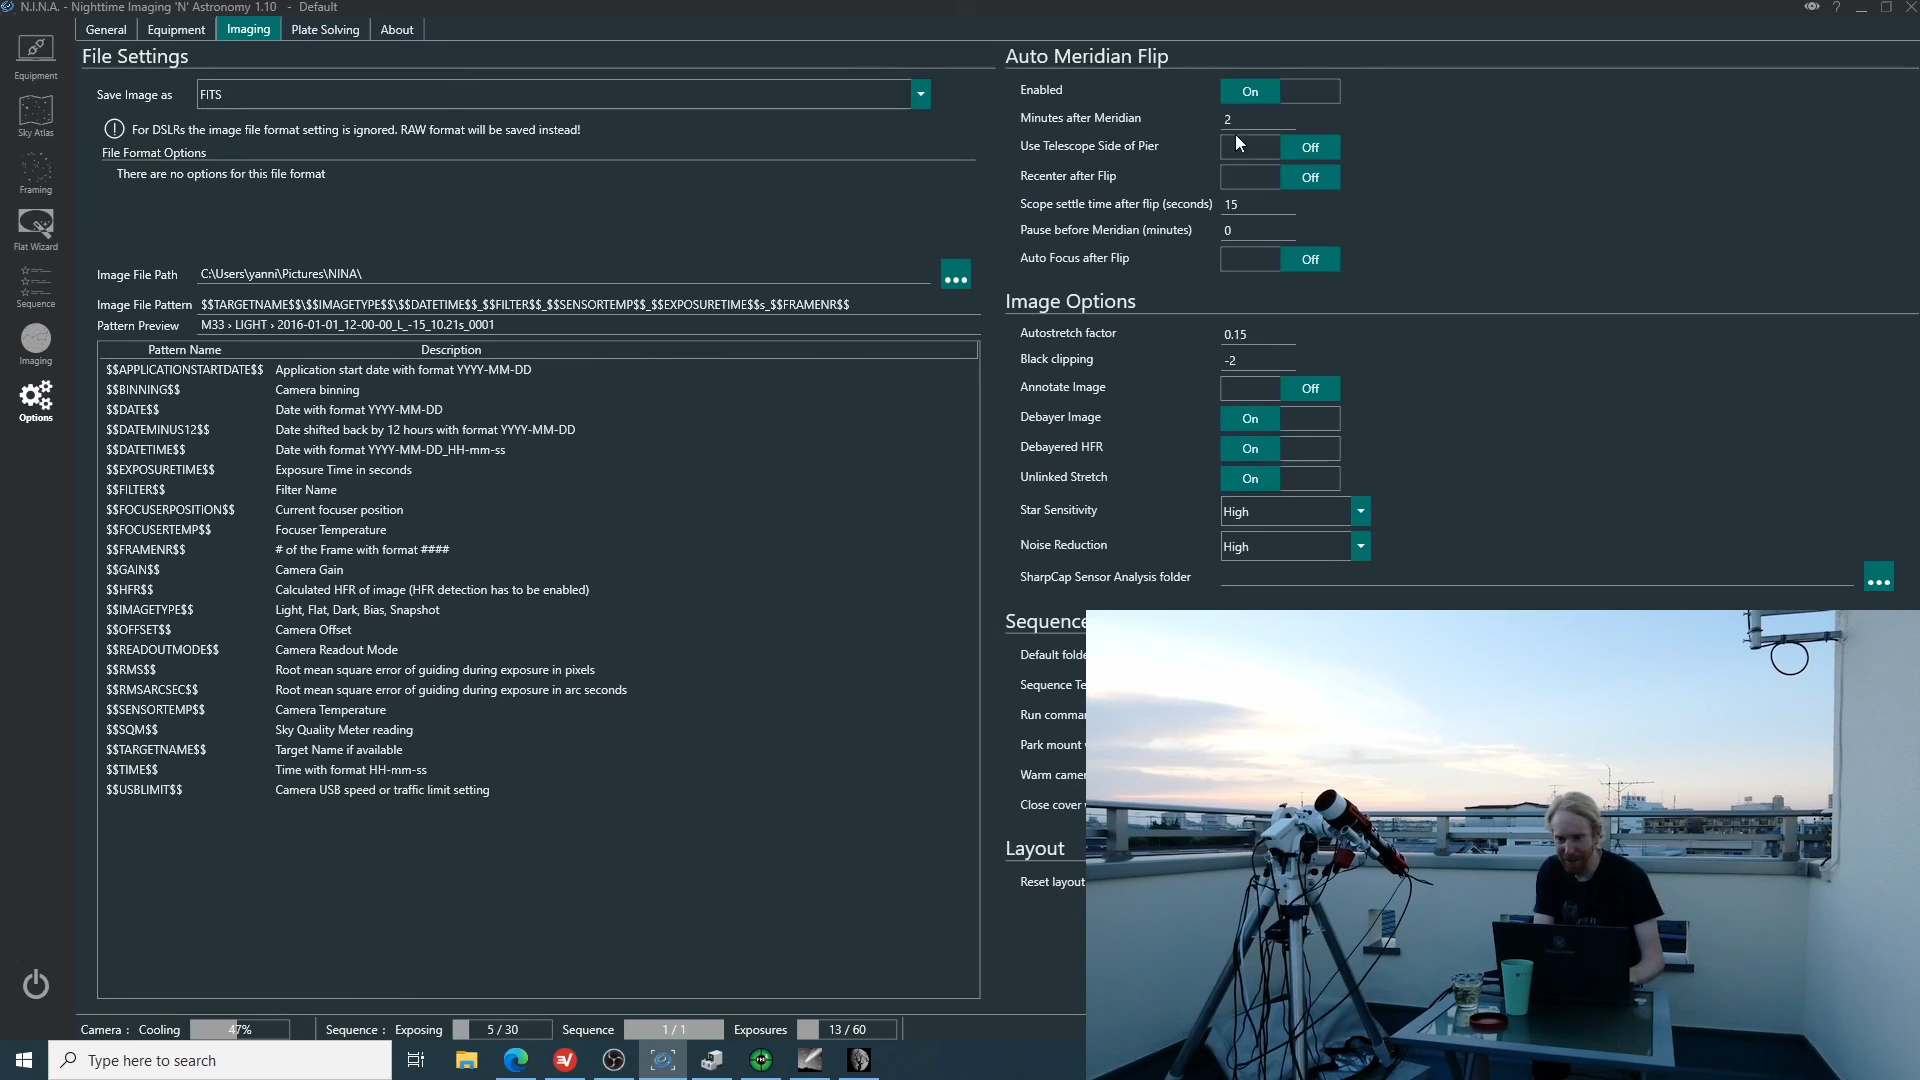 N.I.N.A. - Nighttime Imaging 'N' Astronomy 1.10 - Default
General Equipment Imaging Plate Solving About
Equipment
Sky Atlas
Framing
Flat Wizard
Sequence
Imaging
Options
File Settings
Save Image as FITS
For DSLRs the image file format setting is ignored. RAW format will be saved instead!
File Format Options
There are no options for this file format
Image File Path C:\Users\yanni\Pictures\NINA\ ...
Image File Pattern $$TARGETNAME$$\$$IMAGETYPE$$\$$DATETIME$$_$$FILTER$$_$$SENSORTEMP$$_$$EXPOSURETIME$$s_$$FRAMENR$$
Pattern Preview M33 › LIGHT › 2016-01-01_12-00-00_L_-15_10.21s_0001
Pattern Name Description
$$APPLICATIONSTARTDATE$$ Application start date with format YYYY-MM-DD
$$BINNING$$ Camera binning
$$DATE$$ Date with format YYYY-MM-DD
$$DATEMINUS12$$ Date shifted back by 12 hours with format YYYY-MM-DD
$$DATETIME$$ Date with format YYYY-MM-DD_HH-mm-ss
$$EXPOSURETIME$$ Exposure Time in seconds
$$FILTER$$ Filter Name
$$FOCUSERPOSITION$$ Current focuser position
$$FOCUSERTEMP$$ Focuser Temperature
$$FRAMENR$$ # of the Frame with format ####
$$GAIN$$ Camera Gain
$$HFR$$ Calculated HFR of image (HFR detection has to be enabled)
$$IMAGETYPE$$ Light, Flat, Dark, Bias, Snapshot
$$OFFSET$$ Camera Offset
$$READOUTMODE$$ Camera Readout Mode
$$RMS$$ Root mean square error of guiding during exposure in pixels
$$RMSARCSEC$$ Root mean square error of guiding during exposure in arc seconds
$$SENSORTEMP$$ Camera Temperature
$$SQM$$ Sky Quality Meter reading
$$TARGETNAME$$ Target Name if available
$$TIME$$ Time with format HH-mm-ss
$$USBLIMIT$$ Camera USB speed or traffic limit setting
Auto Meridian Flip
Enabled On
Minutes after Meridian 2
Use Telescope Side of Pier Off
Recenter after Flip Off
Scope settle time after flip (seconds) 15
Pause before Meridian (minutes) 0
Auto Focus after Flip Off
Image Options
Autostretch factor 0.15
Black clipping -2
Annotate Image Off
Debayer Image On
Debayered HFR On
Unlinked Stretch On
Star Sensitivity High
Noise Reduction High
SharpCap Sensor Analysis folder ...
Sequence
Default folde
Sequence Te
Run comma
Park mount
Warm came
Close cover
Layout
Reset layout
Camera : Cooling 47% Sequence : Exposing 5 / 30 Sequence 1 / 1 Exposures 13 / 60
Type here to search